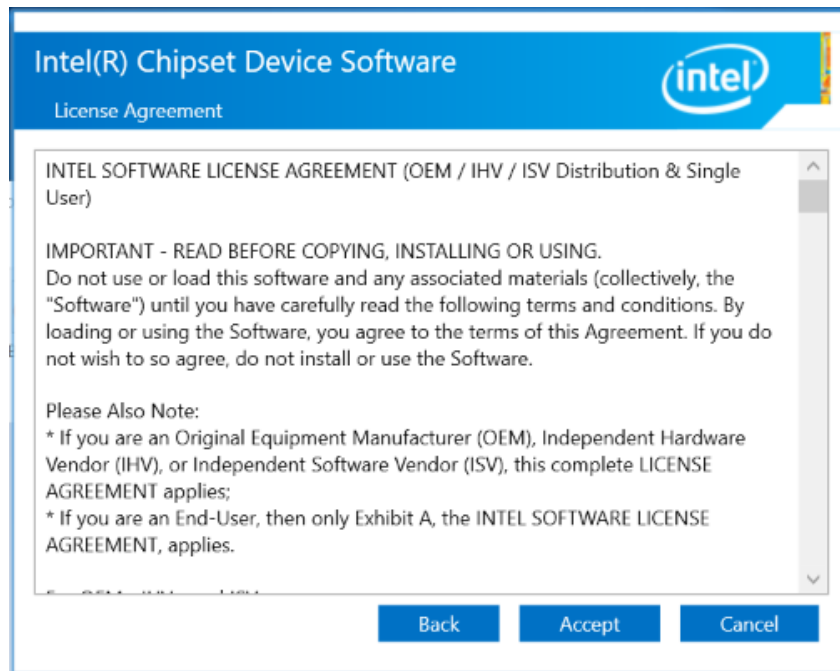 Intel(R) Chipset Device Software
intel
License Agreement
INTEL SOFTWARE LICENSE AGREEMENT (OEM / IHV / ISV Distribution & Single
User)
IMPORTANT - READ BEFORE COPYING, INSTALLING OR USING.
Do not use or load this software and any associated materials (collectively, the
"Software") until you have carefully read the following terms and conditions. By
loading or using the Software, you agree to the terms of this Agreement. If you do
not wish to so agree, do not install or use the Software.
Please Also Note:
* If you are an Original Equipment Manufacturer (OEM), Independent Hardware
Vendor (IHV), or Independent Software Vendor (ISV), this complete LICENSE
AGREEMENT applies;
* If you are an End-User, then only Exhibit A, the INTEL SOFTWARE LICENSE
AGREEMENT, applies.
Back Accept Cancel